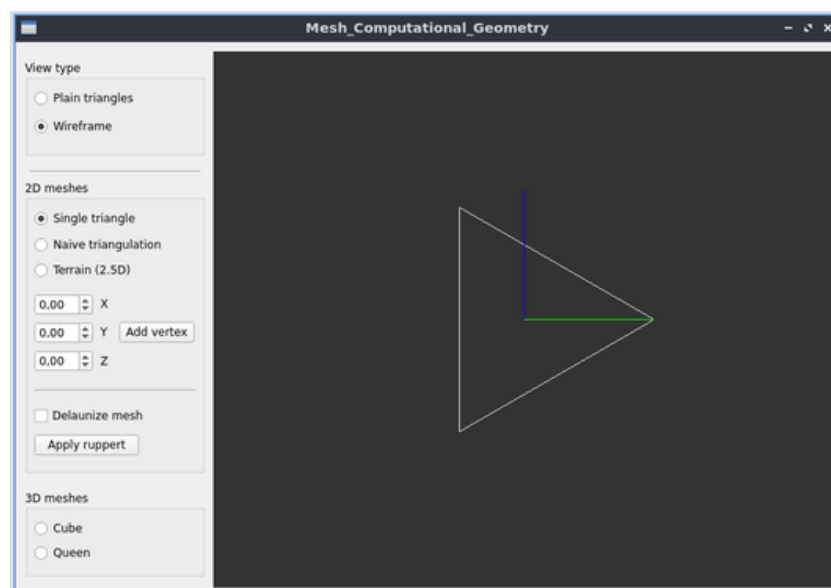 Mesh_Computational_Geometry
View type
Plain triangles
Wireframe
2D meshes
Single triangle
Naive triangulation
Terrain (2.5D)
0,00 X
0,00 Y Add vertex
0,00 Z
Delaunize mesh
Apply ruppert
3D meshes
Cube
Queen